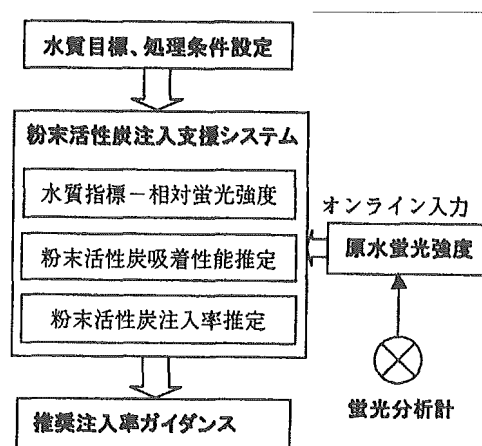 水質目標、処理条件設定
粉末活性炭注入支援システム
水質指標－相対蛍光強度
粉末活性炭吸着性能推定
粉末活性炭注入率推定
オンライン入力
原水蛍光強度
蛍光分析計
推奨注入率ガイダンス